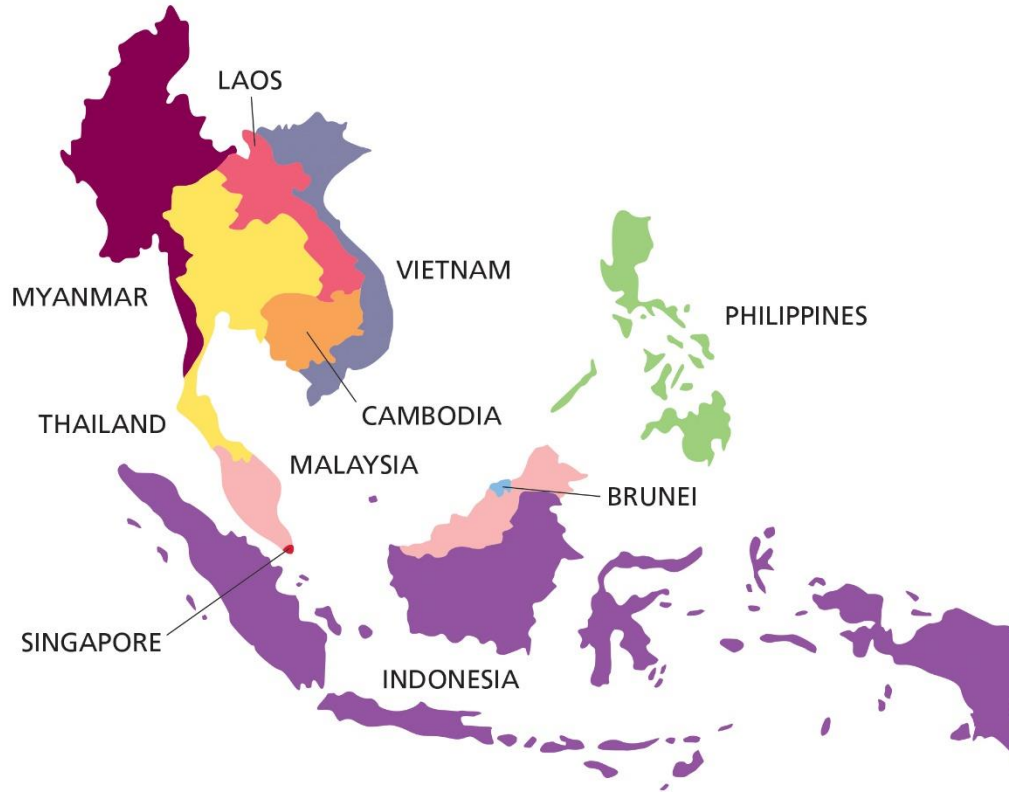 LAOS
VIETNAM
MYANMAR
PHILIPPINES
CAMBODIA
THAILAND
MALAYSIA
BRUNEI
SINGAPORE
INDONESIA